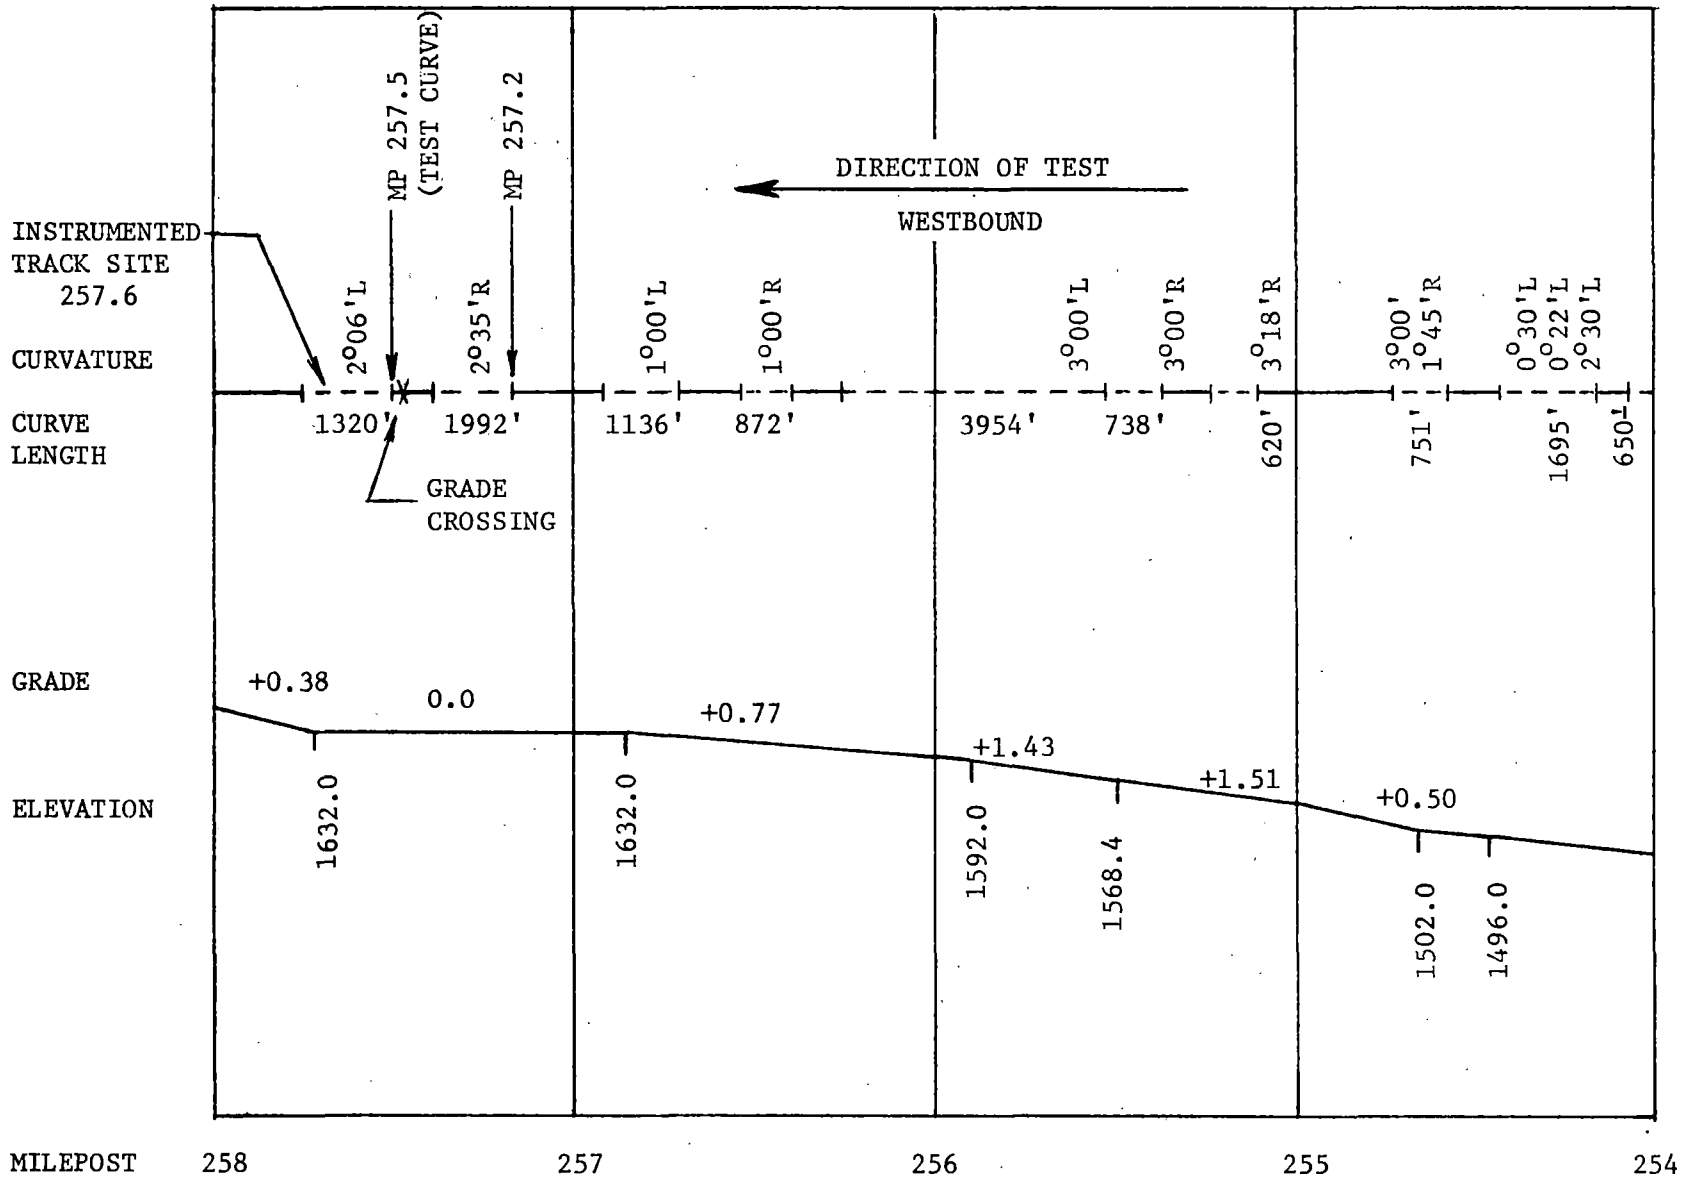 MP 257.5
(TEST CURVE)
MP 257.2
DIRECTION OF TEST
WESTBOUND
INSTRUMENTED
TRACK SITE
257.6
CURVATURE
2°06'L
2°35'R
1°00'L
1°00'R
3°00'L
3°00'R
3°18'R
3°00'
1°45'R
0°30'L
0°22'L
2°30'L
CURVE
LENGTH
1320'
1992'
1136'
872'
3954'
738'
620'
751'
1695'
650'
GRADE
CROSSING
GRADE
+0.38
0.0
+0.77
+1.43
+1.51
+0.50
ELEVATION
1632.0
1632.0
1592.0
1568.4
1502.0
1496.0
MILEPOST
258
257
256
255
254